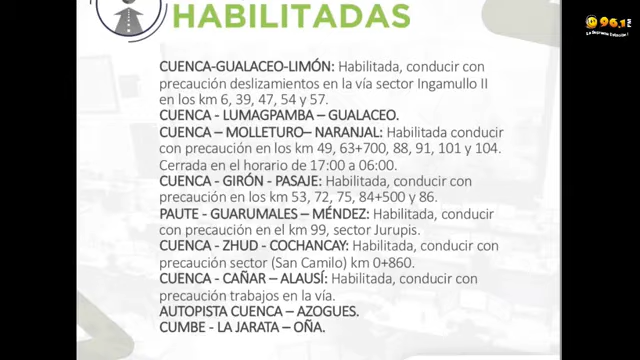 HABILITADAS
96.1 FM
La Suprema Estación !
CUENCA-GUALACEO-LIMÓN: Habilitada, conducir con
precaución deslizamientos en la vía sector Ingamullo II
en los km 6, 39, 47, 54 y 57.
CUENCA - LUMAGPAMBA – GUALACEO.
CUENCA – MOLLETURO– NARANJAL: Habilitada conducir
con precaución en los km 49, 63+700, 88, 91, 101 y 104.
Cerrada en el horario de 17:00 a 06:00.
CUENCA - GIRÓN - PASAJE: Habilitada, conducir con
precaución en los km 53, 72, 75, 84+500 y 86.
PAUTE - GUARUMALES – MÉNDEZ: Habilitada, conducir
con precaución en el km 99, sector Jurupis.
CUENCA - ZHUD - COCHANCAY: Habilitada, conducir con
precaución sector (San Camilo) km 0+860.
CUENCA - CAÑAR – ALAUSÍ: Habilitada, conducir con
precaución trabajos en la vía.
AUTOPISTA CUENCA – AZOGUES.
CUMBE - LA JARATA – OÑA.